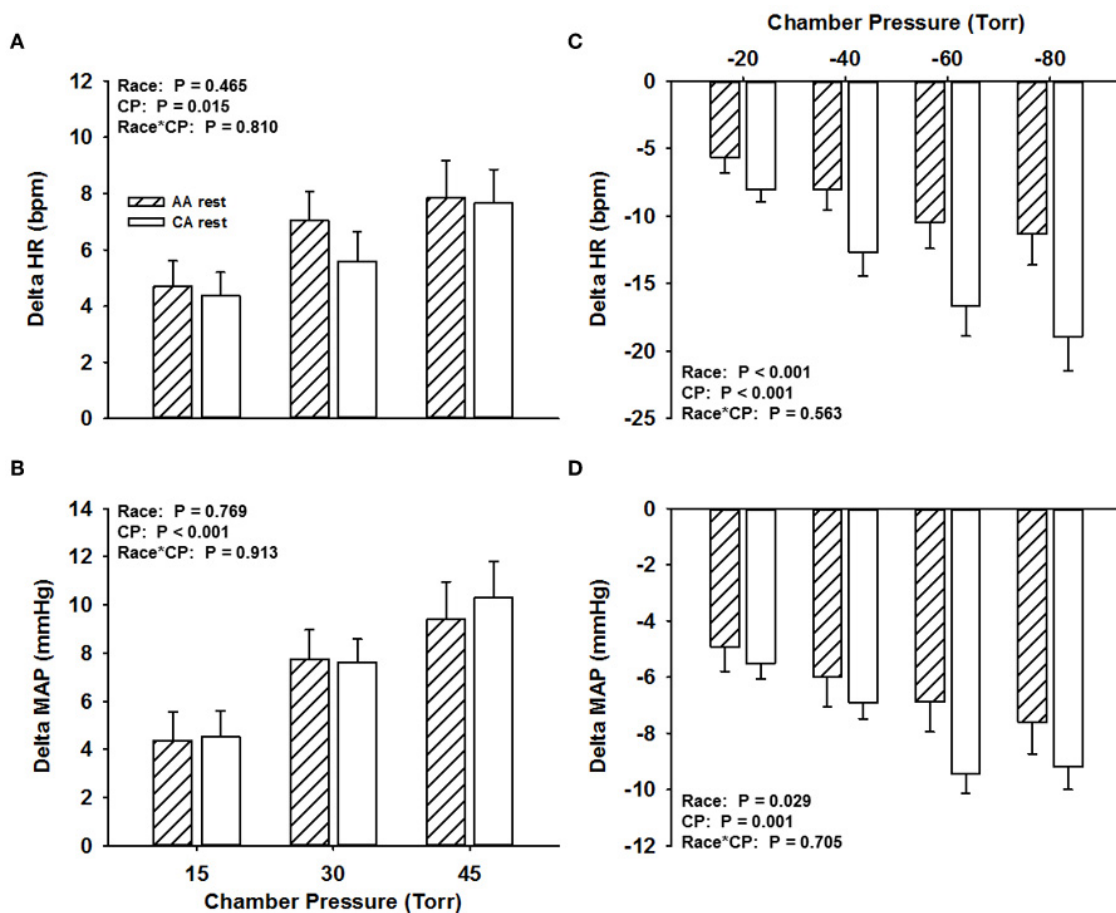 A
12
10
8
6
4
2
0
Delta HR (bpm)
Race: P = 0.465
CP: P = 0.015
Race*CP: P = 0.810
AA rest
CA rest
B
14
12
10
8
6
4
2
0
Delta MAP (mmHg)
Race: P = 0.769
CP: P < 0.001
Race*CP: P = 0.913
15 30 45
Chamber Pressure (Torr)
C
Chamber Pressure (Torr)
-20 -40 -60 -80
0
-5
-10
-15
-20
-25
Delta HR (bpm)
Race: P < 0.001
CP: P < 0.001
Race*CP: P = 0.563
D
0
-2
-4
-6
-8
-10
-12
Delta MAP (mmHg)
Race: P = 0.029
CP: P = 0.001
Race*CP: P = 0.705